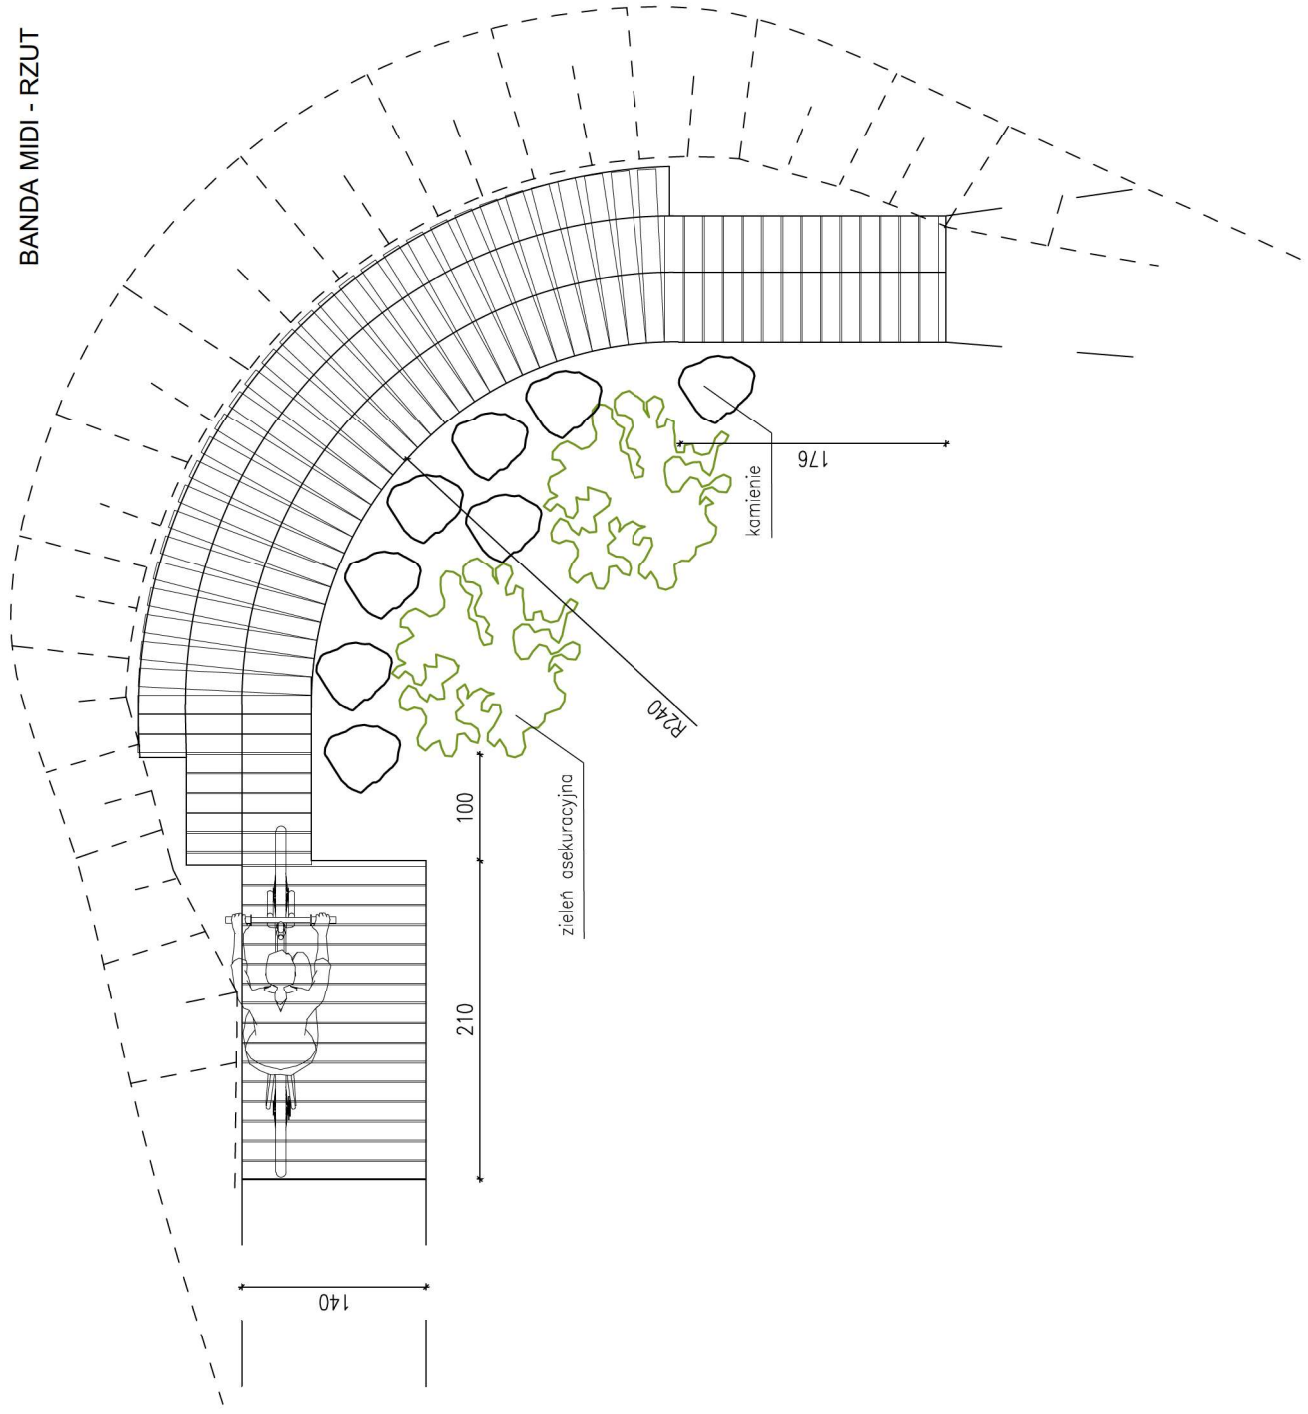 BANDA MIDI - RZUT
176
kamienie
R240
100
zieleń asekuracyjna
210
140